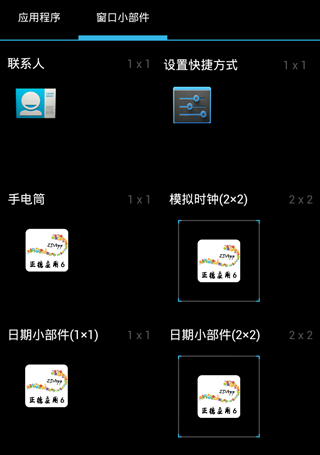 应用程序 窗口小部件
联系人 1 x 1 设置快捷方式 1 x 1
手电筒 1 x 1 模拟时钟(2×2) 2 x 2
ZDApp ZDApp
正德应用6 正德应用6
日期小部件(1×1) 1 x 1 日期小部件(2×2) 2 x 2
ZDApp ZDApp
正德应用6 正德应用6